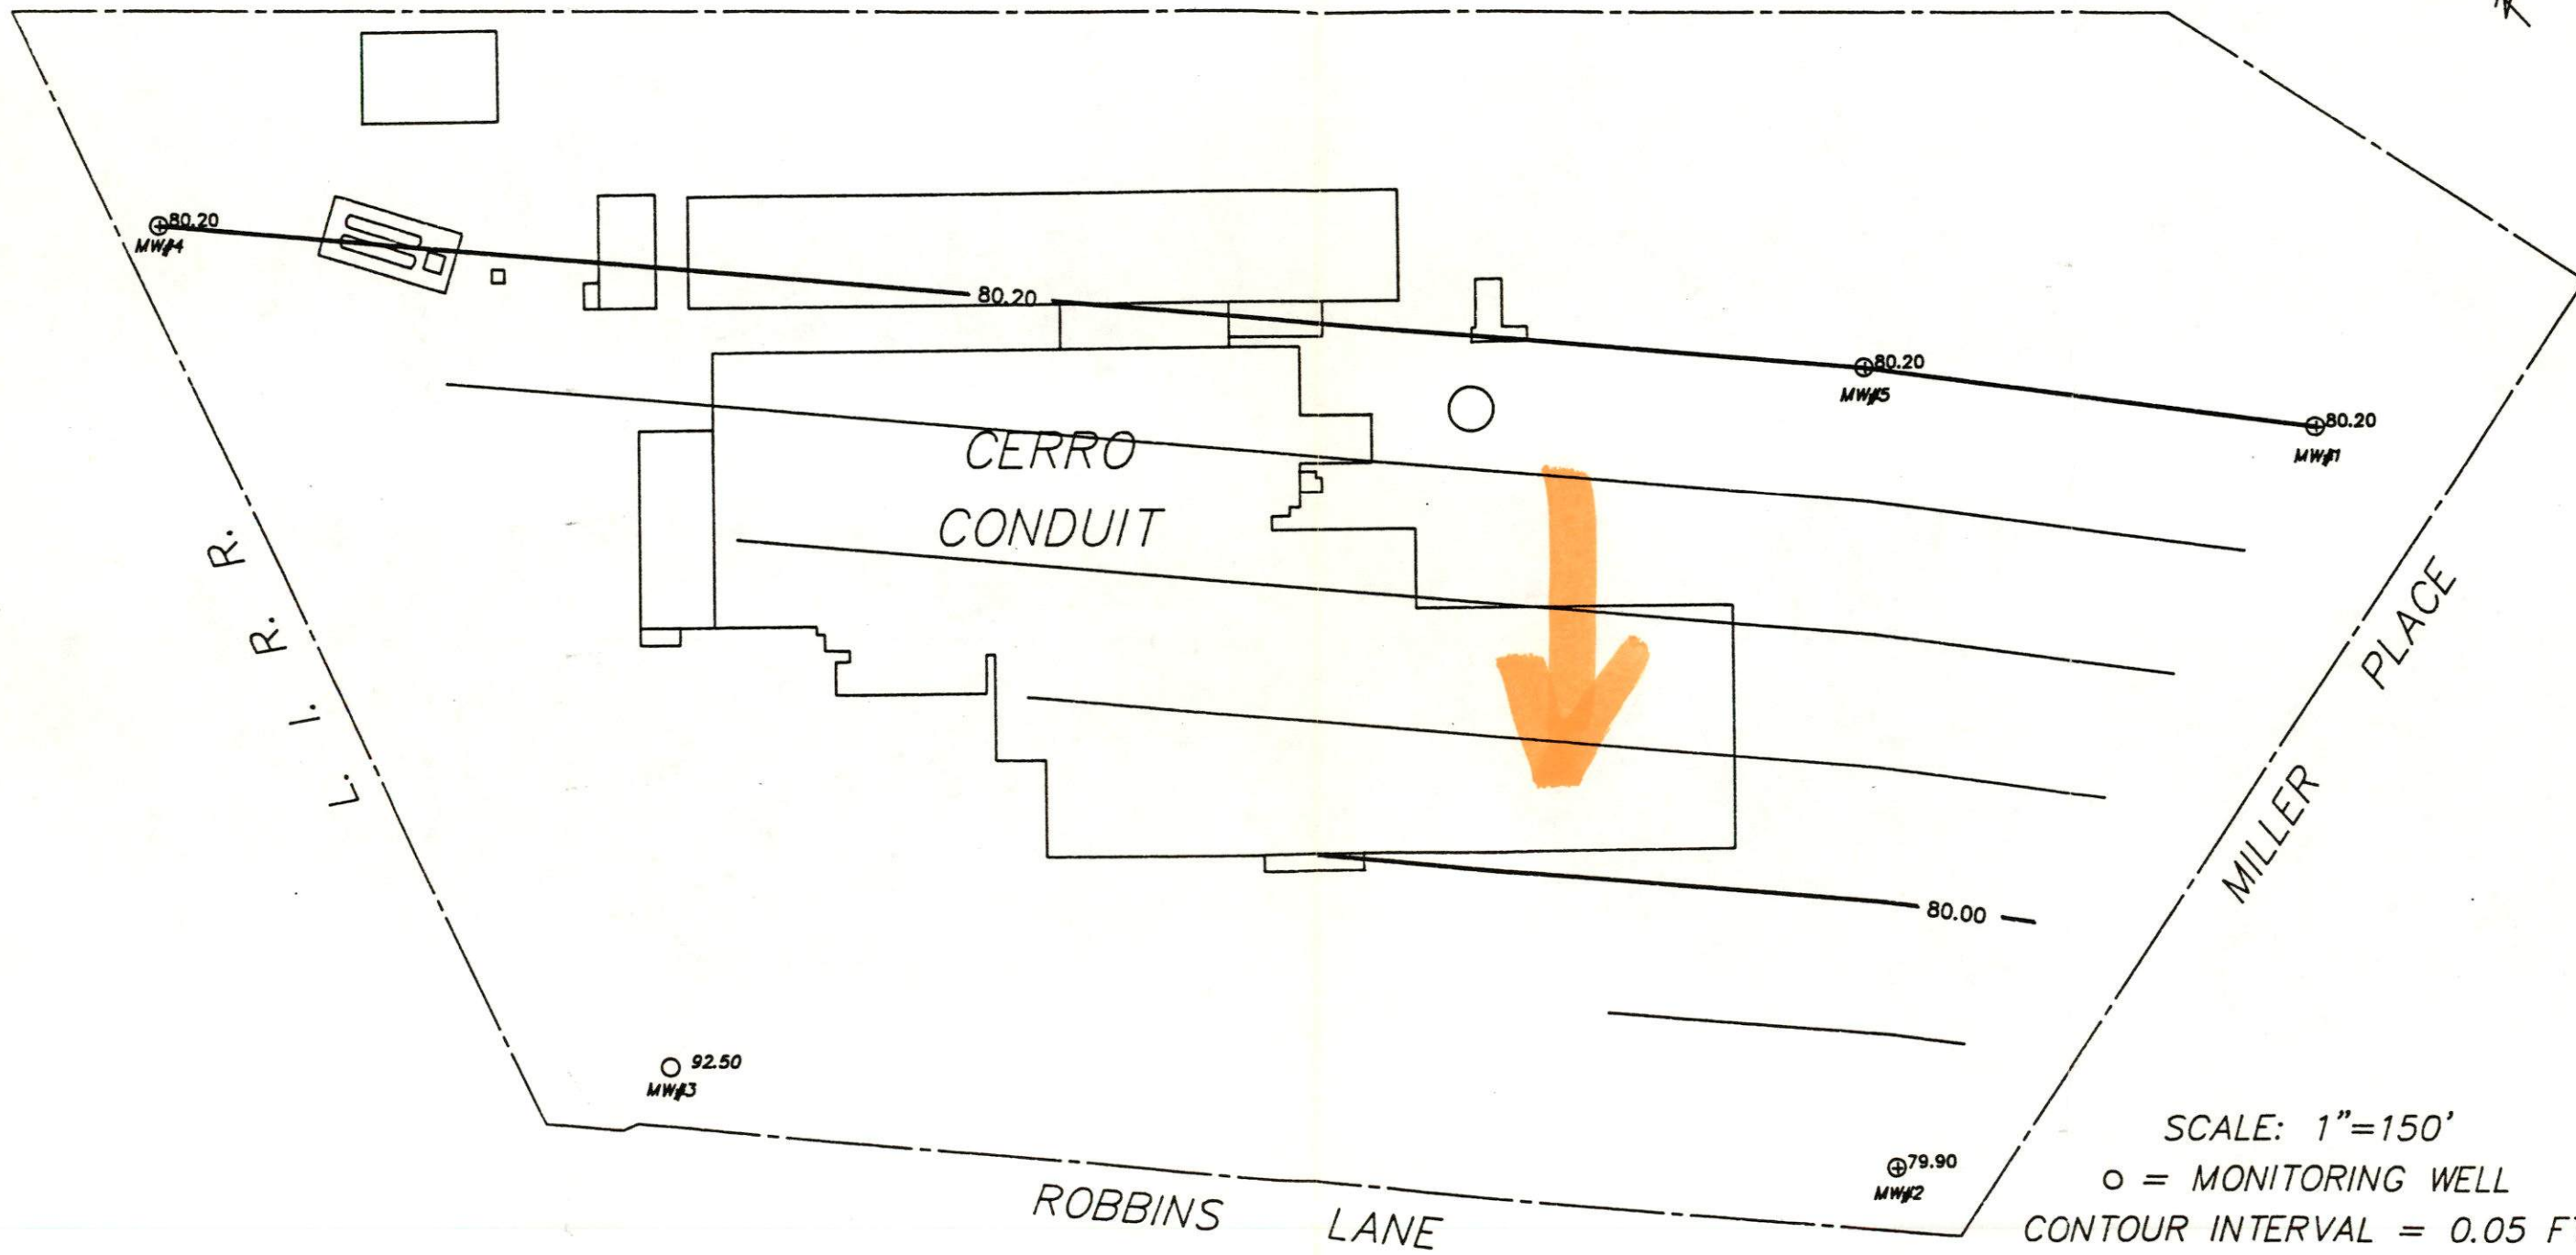 80.20
MW#4
80.20
80.20
MW#5
80.20
MW#1
CERRO
CONDUIT
L. I. R. R.
MILLER PLACE
80.00
92.50
MW#3
79.90
MW#2
ROBBINS LANE
SCALE: 1"=150'
O = MONITORING WELL
CONTOUR INTERVAL = 0.05 F